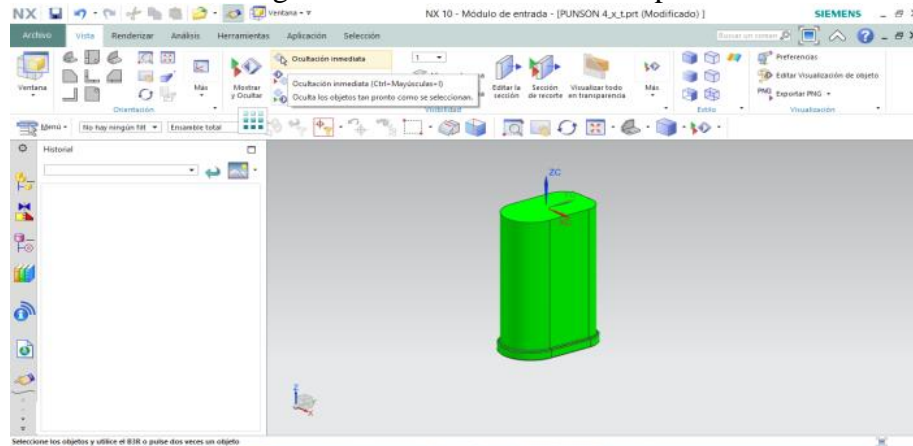 NX
Ventana
NX 10 - Módulo de entrada - [PUNSON 4_x_t.prt (Modificado) ]
SIEMENS
Archivo Vista Renderizar Análisis Herramientas Aplicación Selección
Ventana
Más
Mostrar y Ocultar
Orientación
Ocultación inmediata
1
Ocultación inmediata (Ctrl+Mayúsculas+I)
Oculta los objetos tan pronto como se seleccionan.
Visibilidad
Editar la sección
Sección de recorte
Visualizar todo en transparencia
Más
Estilo
Preferencias
Editar Visualización de objeto
PNG Exportar PNG
Visualización
Menú
No hay ningún filt
Ensamble total
Historial
ZC
Z
X
Seleccione los objetos y utilice el B3R o pulse dos veces un objeto